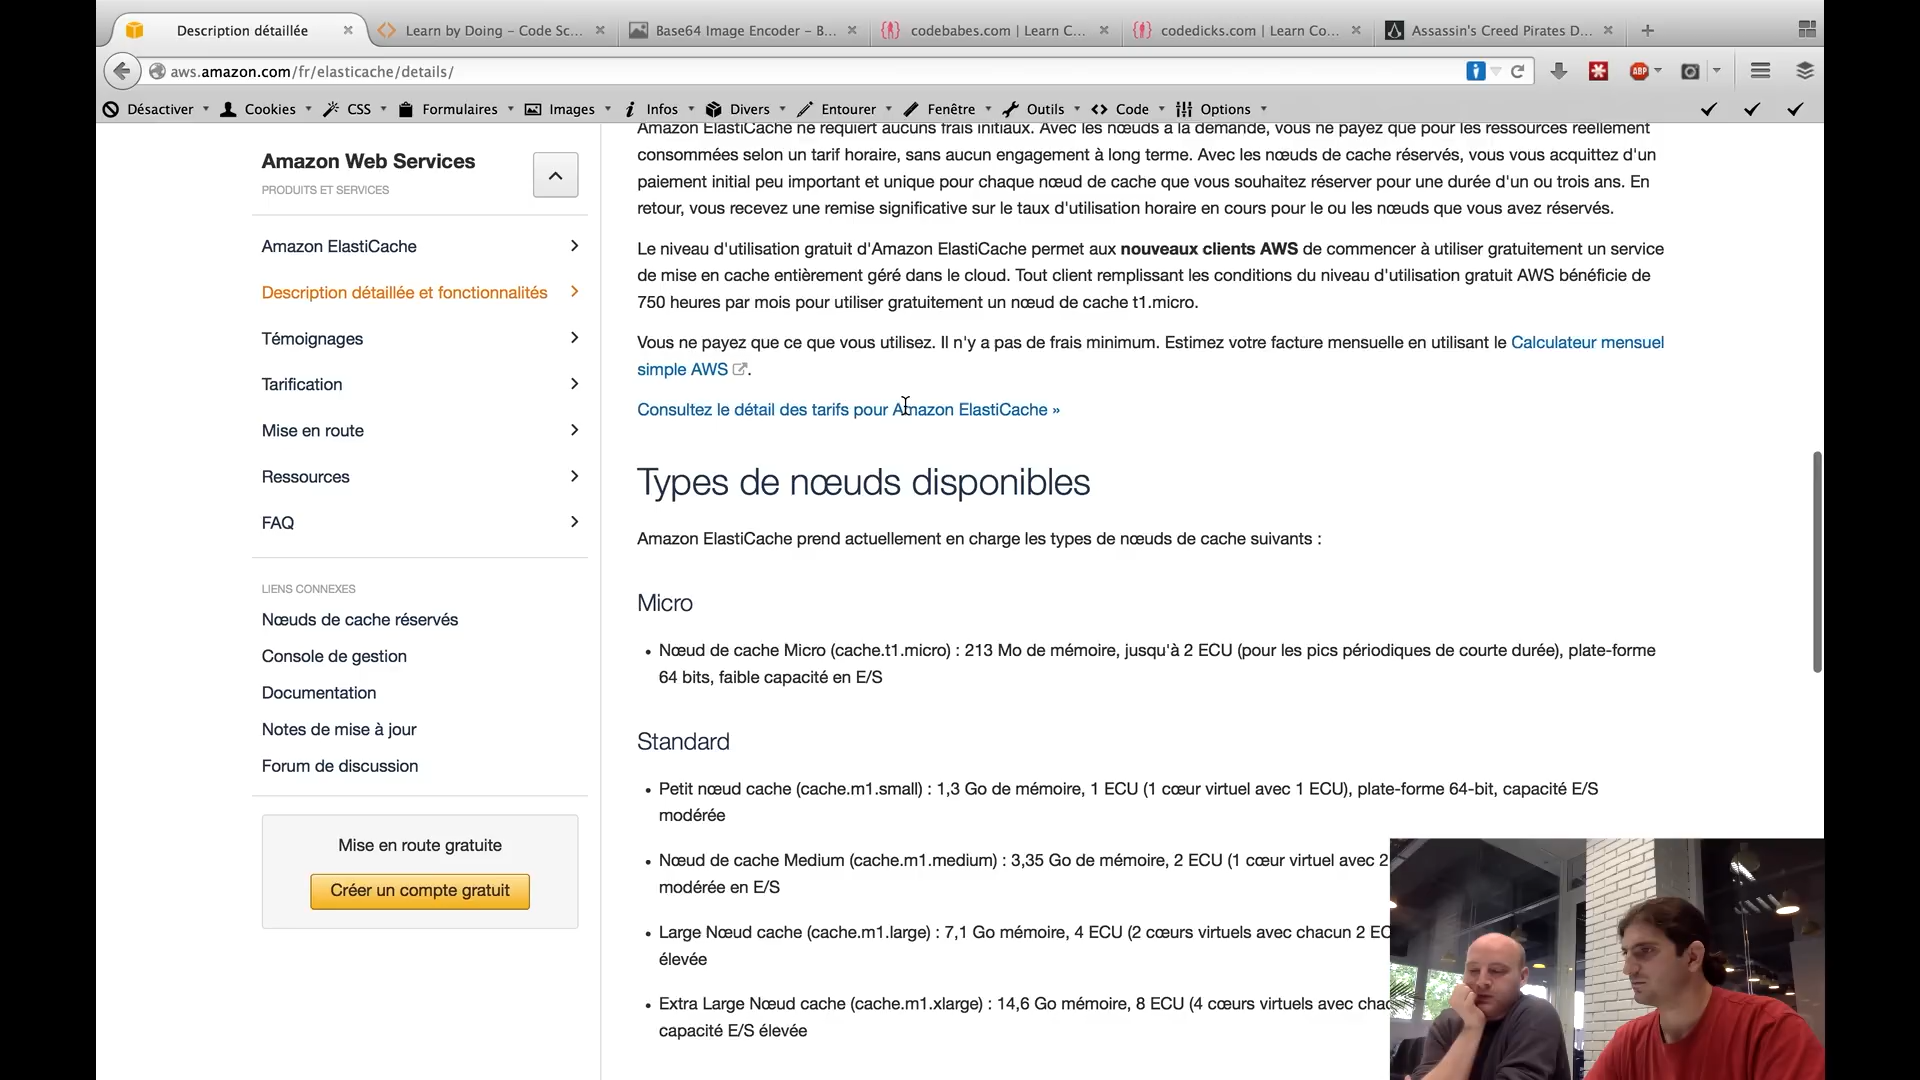 Description détaillée
Learn by Doing - Code Sc...
Base64 Image Encoder - B...
codebabes.com | Learn C...
codedicks.com | Learn Co...
Assassin's Creed Pirates D...
aws.amazon.com/fr/elasticache/details/
ABP
Désactiver
Cookies
CSS
Formulaires
Images
Infos
Divers
Entourer
Fenêtre
Outils
Code
Options
Amazon Web Services
PRODUITS ET SERVICES
Amazon ElastiCache
Description détaillée et fonctionnalités
Témoignages
Tarification
Mise en route
Ressources
FAQ
LIENS CONNEXES
Nœuds de cache réservés
Console de gestion
Documentation
Notes de mise à jour
Forum de discussion
Mise en route gratuite
Créer un compte gratuit
Amazon ElastiCache ne requiert aucuns frais initiaux. Avec les nœuds à la demande, vous ne payez que pour les ressources réellement
consommées selon un tarif horaire, sans aucun engagement à long terme. Avec les nœuds de cache réservés, vous vous acquittez d'un
paiement initial peu important et unique pour chaque nœud de cache que vous souhaitez réserver pour une durée d'un ou trois ans. En
retour, vous recevez une remise significative sur le taux d'utilisation horaire en cours pour le ou les nœuds que vous avez réservés.
Le niveau d'utilisation gratuit d'Amazon ElastiCache permet aux nouveaux clients AWS de commencer à utiliser gratuitement un service
de mise en cache entièrement géré dans le cloud. Tout client remplissant les conditions du niveau d'utilisation gratuit AWS bénéficie de
750 heures par mois pour utiliser gratuitement un nœud de cache t1.micro.
Vous ne payez que ce que vous utilisez. Il n'y a pas de frais minimum. Estimez votre facture mensuelle en utilisant le Calculateur mensuel
simple AWS.
Consultez le détail des tarifs pour Amazon ElastiCache »
Types de nœuds disponibles
Amazon ElastiCache prend actuellement en charge les types de nœuds de cache suivants :
Micro
• Nœud de cache Micro (cache.t1.micro) : 213 Mo de mémoire, jusqu'à 2 ECU (pour les pics périodiques de courte durée), plate-forme
64 bits, faible capacité en E/S
Standard
• Petit nœud cache (cache.m1.small) : 1,3 Go de mémoire, 1 ECU (1 cœur virtuel avec 1 ECU), plate-forme 64-bit, capacité E/S
modérée
• Nœud de cache Medium (cache.m1.medium) : 3,35 Go de mémoire, 2 ECU (1 cœur virtuel avec 2
modérée en E/S
• Large Nœud cache (cache.m1.large) : 7,1 Go mémoire, 4 ECU (2 cœurs virtuels avec chacun 2 EC
élevée
• Extra Large Nœud cache (cache.m1.xlarge) : 14,6 Go mémoire, 8 ECU (4 cœurs virtuels avec chac
capacité E/S élevée